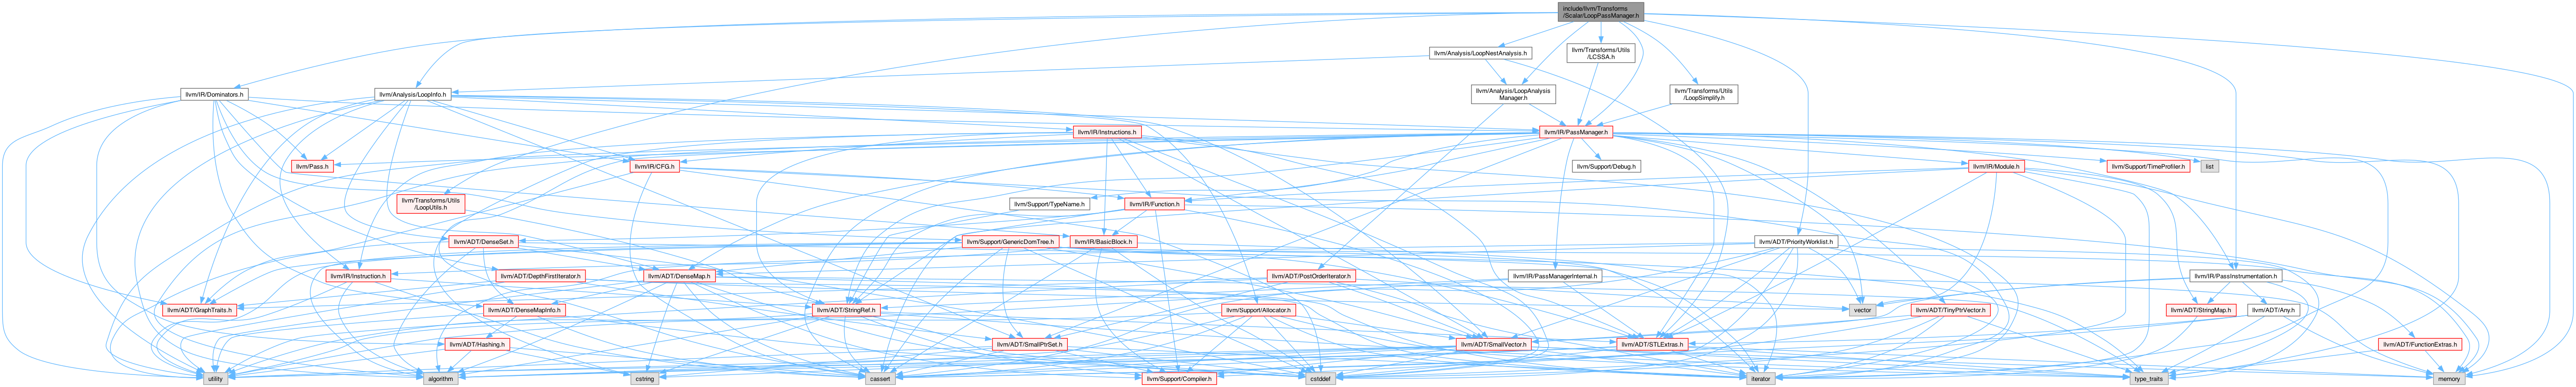 include/llvm/Transforms
/Scalar/LoopPassManager.h
llvm/Analysis/LoopNestAnalysis.h
llvm/Transforms/Utils
/LCSSA.h
llvm/IR/Dominators.h
llvm/Analysis/LoopInfo.h
llvm/Analysis/LoopAnalysis
Manager.h
llvm/Transforms/Utils
/LoopSimplify.h
llvm/IR/Instructions.h
llvm/IR/PassManager.h
llvm/Pass.h
llvm/IR/CFG.h
llvm/Support/Debug.h
llvm/IR/Module.h
llvm/Support/TimeProfiler.h
list
llvm/Transforms/Utils
/LoopUtils.h
llvm/Support/TypeName.h
llvm/IR/Function.h
llvm/ADT/DenseSet.h
llvm/Support/GenericDomTree.h
llvm/IR/BasicBlock.h
llvm/ADT/PriorityWorklist.h
llvm/IR/Instruction.h
llvm/ADT/DepthFirstIterator.h
llvm/ADT/DenseMap.h
llvm/ADT/PostOrderIterator.h
llvm/IR/PassManagerInternal.h
llvm/IR/PassInstrumentation.h
llvm/ADT/GraphTraits.h
llvm/ADT/DenseMapInfo.h
llvm/ADT/StringRef.h
llvm/Support/Allocator.h
vector
llvm/ADT/TinyPtrVector.h
llvm/ADT/StringMap.h
llvm/ADT/Any.h
llvm/ADT/Hashing.h
llvm/ADT/SmallPtrSet.h
llvm/ADT/SmallVector.h
llvm/ADT/STLExtras.h
llvm/ADT/FunctionExtras.h
utility
algorithm
cstring
cassert
llvm/Support/Compiler.h
cstddef
iterator
type_traits
memory